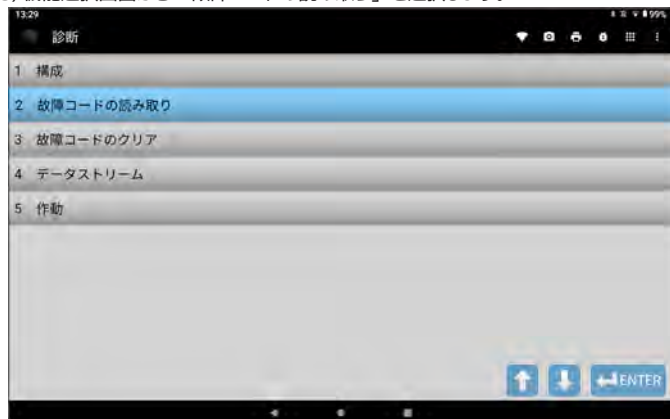 13:29
99%
診断
1 構成
2 故障コードの読み取り
3 故障コードのクリア
4 データストリーム
5 作動
ENTER